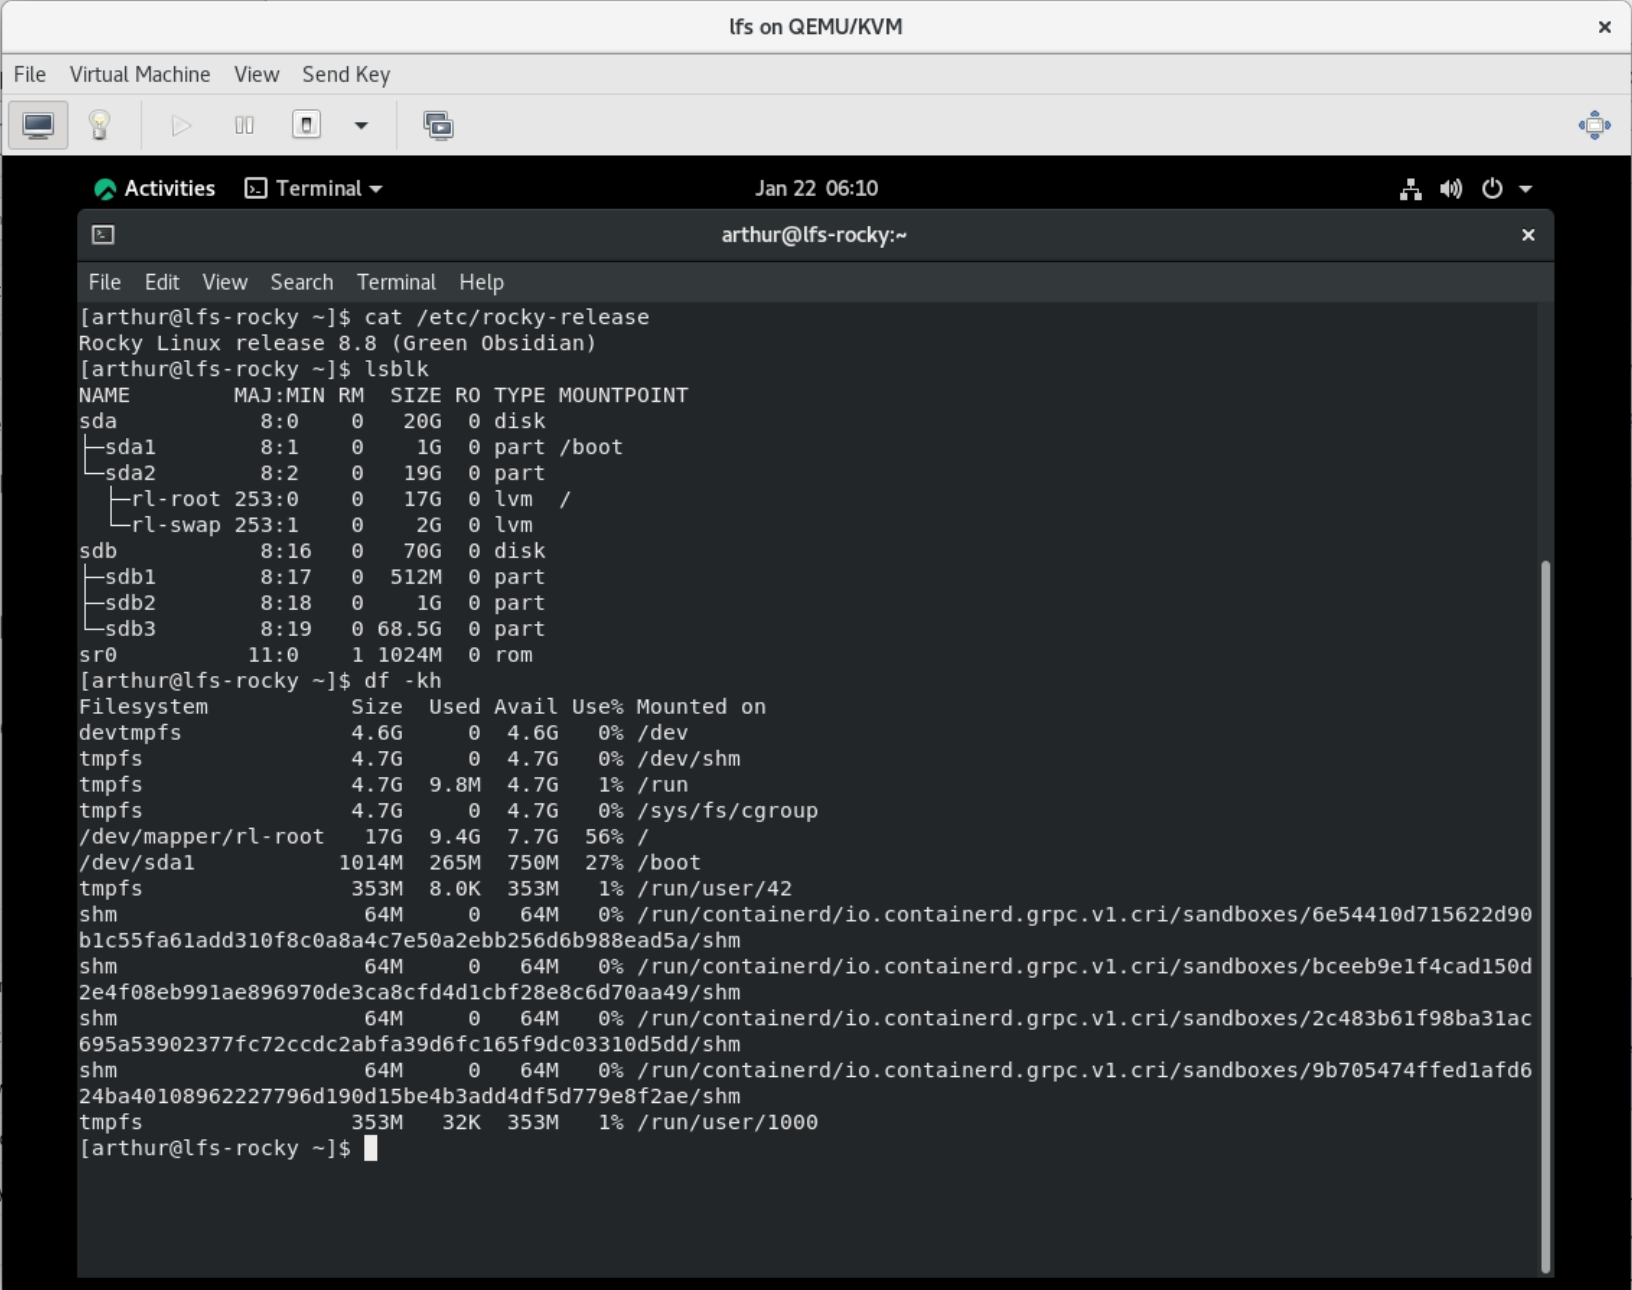 lfs on QEMU/KVM
File Virtual Machine View Send Key
Activities Terminal Jan 22 06:10
arthur@lfs-rocky:~
File Edit View Search Terminal Help
[arthur@lfs-rocky ~]$ cat /etc/rocky-release
Rocky Linux release 8.8 (Green Obsidian)
[arthur@lfs-rocky ~]$ lsblk
NAME        MAJ:MIN RM  SIZE RO TYPE MOUNTPOINT
sda           8:0    0   20G  0 disk
├─sda1        8:1    0    1G  0 part /boot
└─sda2        8:2    0   19G  0 part
  ├─rl-root 253:0    0   17G  0 lvm  /
  └─rl-swap 253:1    0    2G  0 lvm
sdb           8:16   0   70G  0 disk
├─sdb1        8:17   0  512M  0 part
├─sdb2        8:18   0    1G  0 part
└─sdb3        8:19   0 68.5G  0 part
sr0          11:0    1 1024M  0 rom
[arthur@lfs-rocky ~]$ df -kh
Filesystem           Size  Used Avail Use% Mounted on
devtmpfs             4.6G     0  4.6G   0% /dev
tmpfs                4.7G     0  4.7G   0% /dev/shm
tmpfs                4.7G  9.8M  4.7G   1% /run
tmpfs                4.7G     0  4.7G   0% /sys/fs/cgroup
/dev/mapper/rl-root   17G  9.4G  7.7G  56% /
/dev/sda1           1014M  265M  750M  27% /boot
tmpfs                353M  8.0K  353M   1% /run/user/42
shm                   64M     0   64M   0% /run/containerd/io.containerd.grpc.v1.cri/sandboxes/6e54410d715622d90
b1c55fa61add310f8c0a8a4c7e50a2ebb256d6b988ead5a/shm
shm                   64M     0   64M   0% /run/containerd/io.containerd.grpc.v1.cri/sandboxes/bceeb9e1f4cad150d
2e4f08eb991ae896970de3ca8cfd4d1cbf28e8c6d70aa49/shm
shm                   64M     0   64M   0% /run/containerd/io.containerd.grpc.v1.cri/sandboxes/2c483b61f98ba31ac
695a53902377fc72ccdc2abfa39d6fc165f9dc03310d5dd/shm
shm                   64M     0   64M   0% /run/containerd/io.containerd.grpc.v1.cri/sandboxes/9b705474ffed1afd6
24ba40108962227796d190d15be4b3add4df5d779e8f2ae/shm
tmpfs                353M   32K  353M   1% /run/user/1000
[arthur@lfs-rocky ~]$